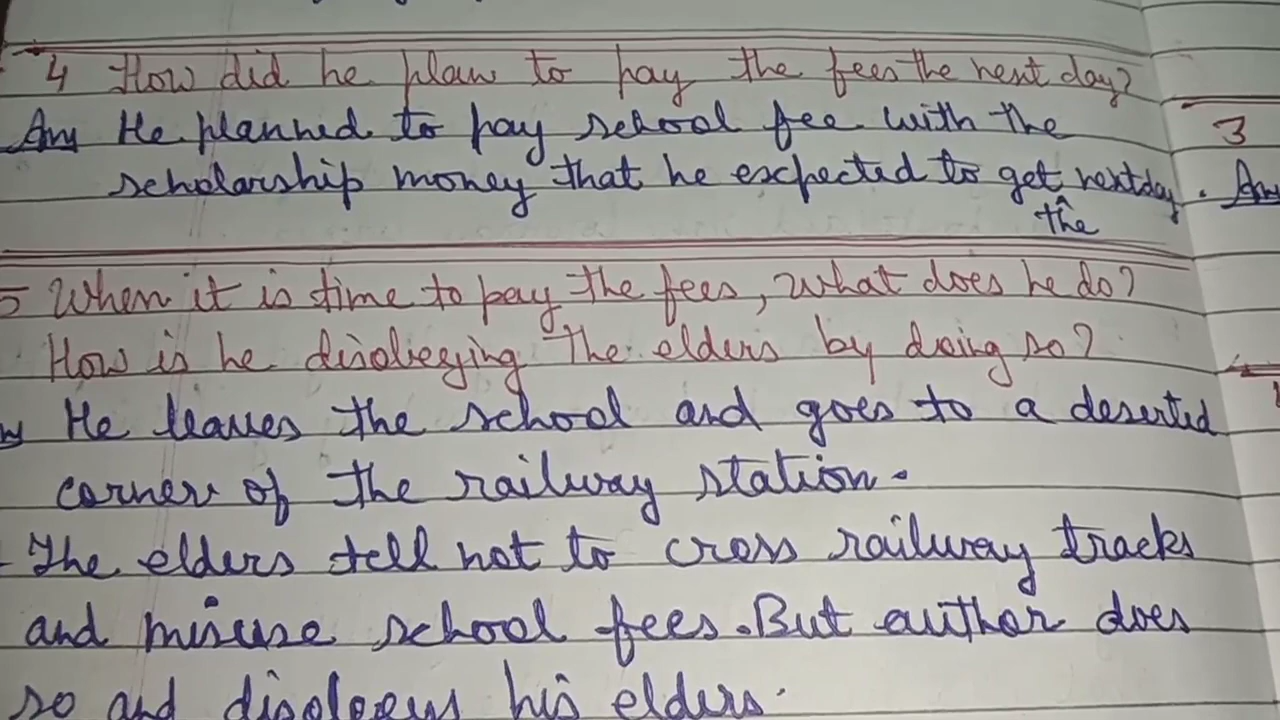 4 How did he plan to pay the fees the next day?
Ans He planned to pay school fee with the
scholarship money that he expected to get nextday.
the
5 When it is time to pay the fees, what does he do?
How is he disobeying the elders by doing so?
He leaves the school and goes to a deserted
corner of the railway station.
The elders tell not to cross railway tracks
and misuse school fees. But author does
so and disobeys his elders.
3
Ans